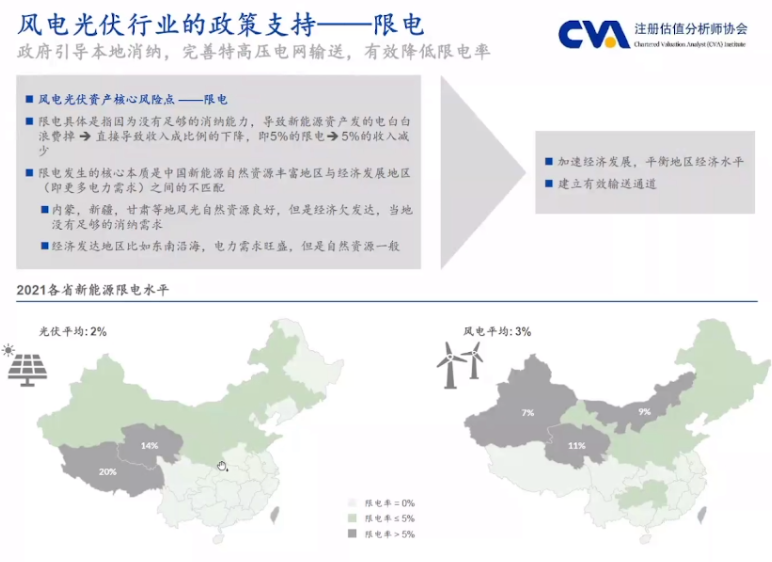 风电光伏行业的政策支持——限电
政府引导本地消纳，完善特高压电网输送，有效降低限电率
CVA 注册估值分析师协会
Chartered Valuation Analyst (CVA) Institute
■ 风电光伏资产核心风险点 ——限电
■ 限电具体是指因为没有足够的消纳能力，导致新能源资产发的电白白
浪费掉 → 直接导致收入成比例的下降，即5%的限电→ 5%的收入减
少
■ 限电发生的核心本质是中国新能源自然资源丰富地区与经济发展地区
（即更多电力需求）之间的不匹配
■ 内蒙，新疆，甘肃等地风光自然资源良好，但是经济欠发达，当地
没有足够的消纳需求
■ 经济发达地区比如东南沿海，电力需求旺盛，但是自然资源一般
■ 加速经济发展，平衡地区经济水平
■ 建立有效输送通道
2021各省新能源限电水平
光伏平均: 2%
14%
20%
风电平均: 3%
7%
9%
11%
限电率 = 0%
限电率 ≤ 5%
限电率 > 5%